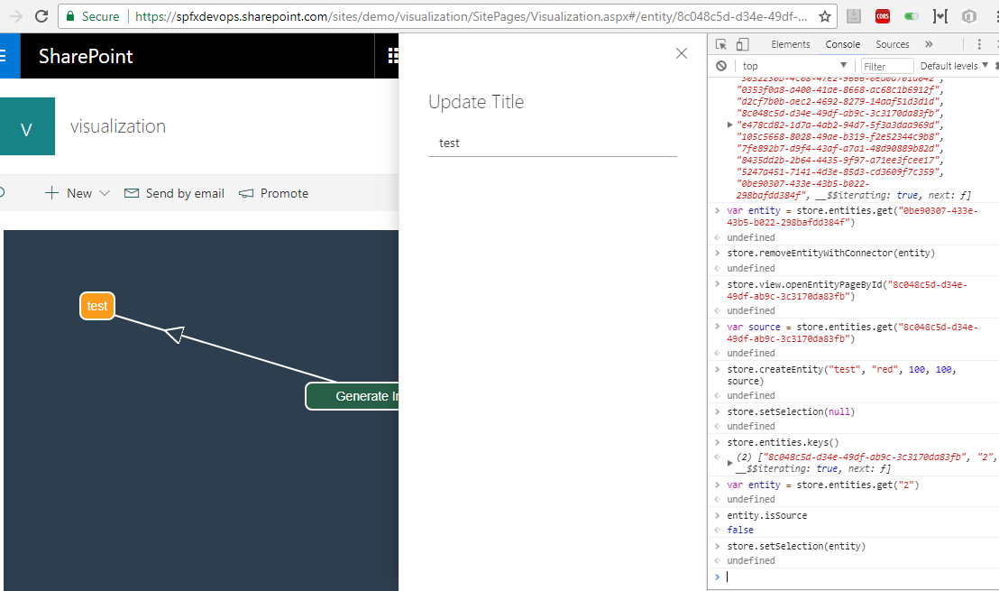 Secure
https://spfxdevops.sharepoint.com/sites/demo/visualization/SitePages/Visualization.aspx#/entity/8c048c5d-d34e-49df-...
CORS
SharePoint
V
visualization
New
Send by email
Promote
test
Generate In
Update Title
test
Elements
Console
Sources
»
top
Filter
Default levels
"0353f0a8-a400-41ae-8668-ac68c1b6912f",
"d2cf7b0b-aec2-4692-8279-14aaf51d3d1d",
"8c048c5d-d34e-49df-ab9c-3c3170da83fb",
"e478cd82-1d7a-4ab2-94d7-5f3a3daa969d",
"105c5668-8028-49ae-b319-f2e52344c9b8",
"7fe892b7-d9f4-43af-a7a1-48d90889b82d",
"8435dd2b-2b64-4435-9f97-a71ee3fcee17",
"5247a451-7141-4d3e-85d3-cd3609f7c359",
"0be90307-433e-43b5-b022-
298bafdd384f", __$$iterating: true, next: ƒ]
var entity = store.entities.get("0be90307-433e-
43b5-b022-298bafdd384f")
undefined
store.removeEntityWithConnector(entity)
undefined
store.view.openEntityPageById("8c048c5d-d34e-
49df-ab9c-3c3170da83fb")
undefined
var source = store.entities.get("8c048c5d-d34e-
49df-ab9c-3c3170da83fb")
undefined
store.createEntity("test", "red", 100, 100,
source)
undefined
store.setSelection(null)
undefined
store.entities.keys()
(2) ["8c048c5d-d34e-49df-ab9c-3c3170da83fb", "2",
__$$iterating: true, next: ƒ]
var entity = store.entities.get("2")
undefined
entity.isSource
false
store.setSelection(entity)
undefined